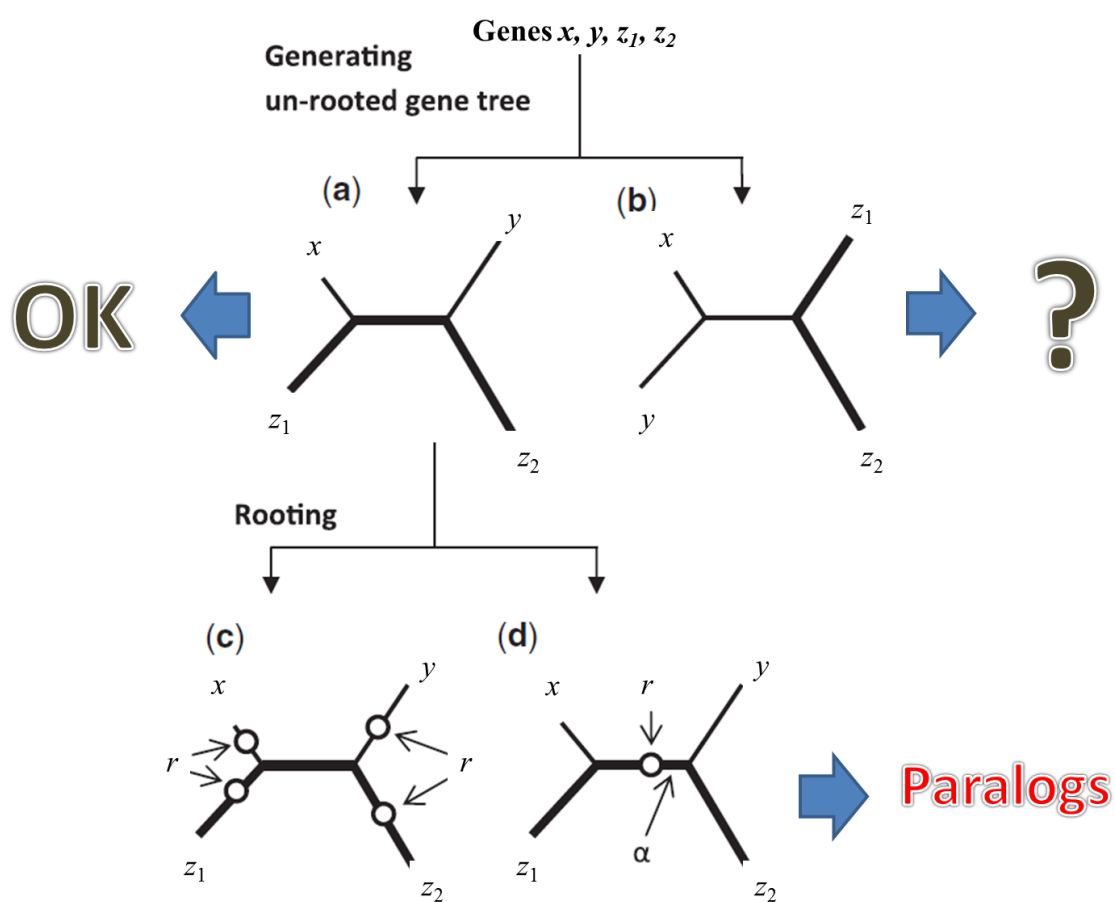 Genes x, y, z1, z2
Generating
un-rooted gene tree
(a)
(b)
x
y
x
z1
OK
?
z1
z2
y
z2
Rooting
(c)
(d)
x
y
x
r
y
r
r
Paralogs
α
z1
z2
z1
z2